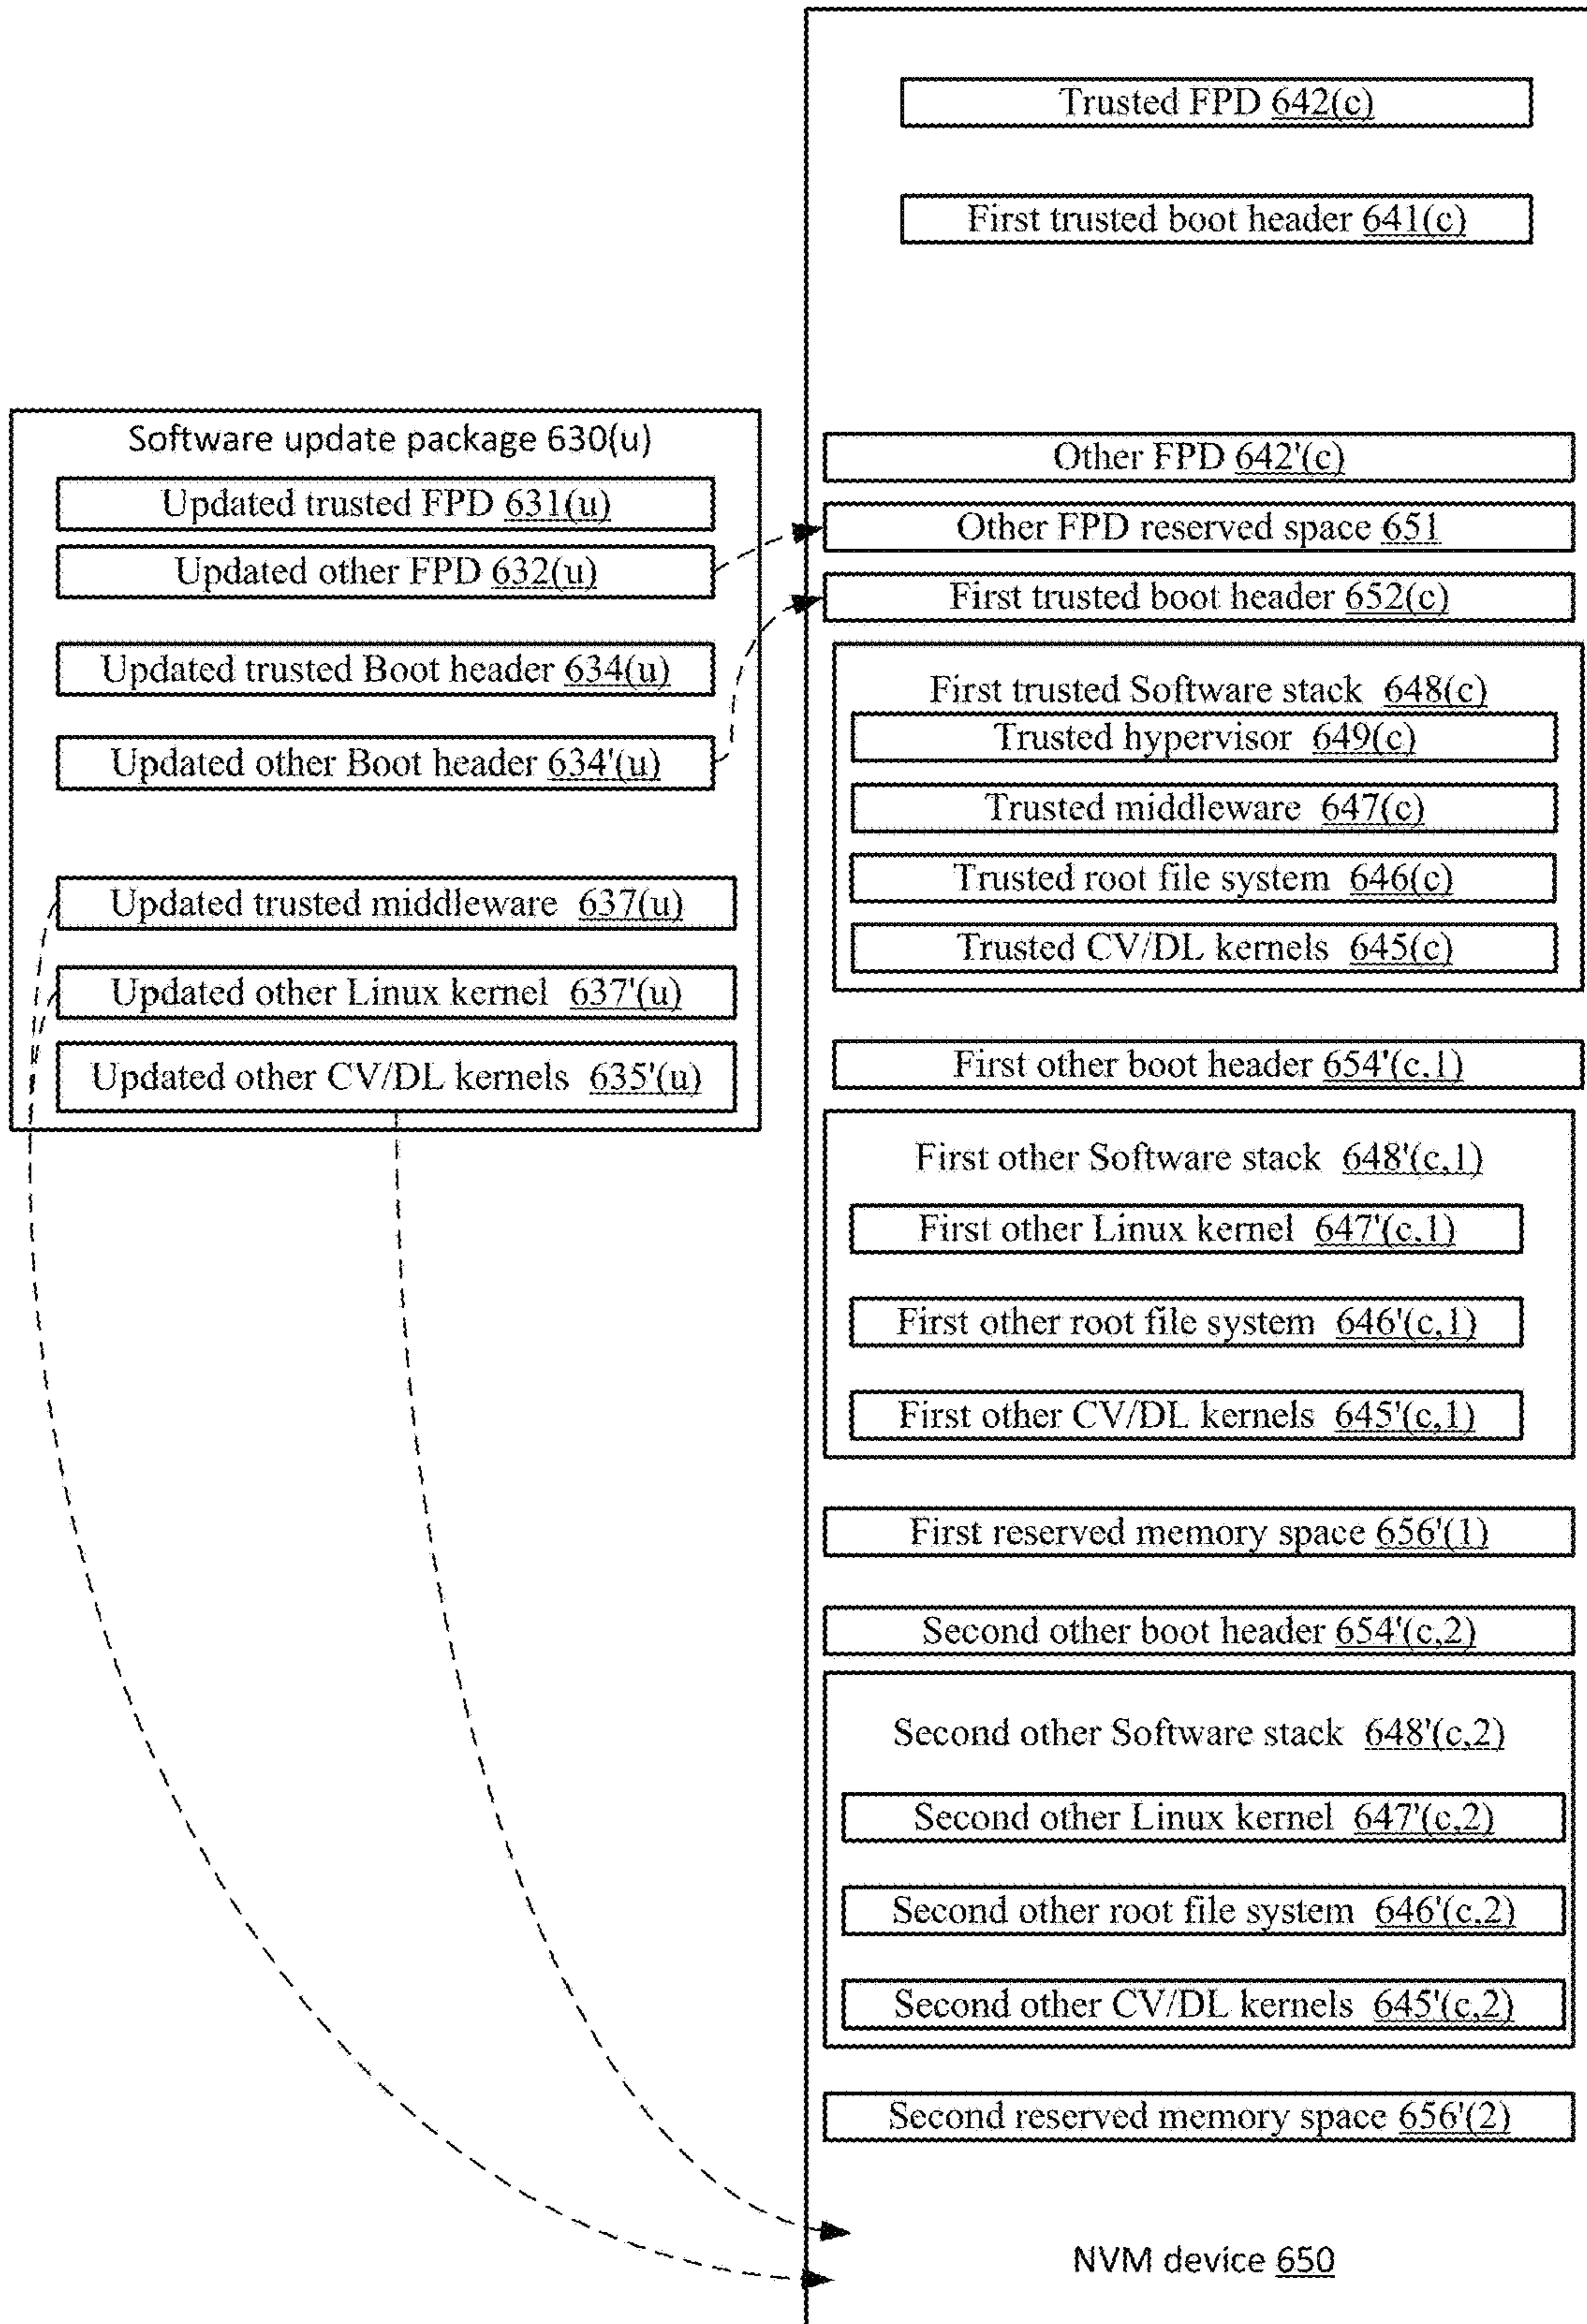 Software update package 630(u)
Updated trusted FPD 631(u)
Updated other FPD 632(u)
Updated trusted Boot header 634(u)
Updated other Boot header 634'(u)
Updated trusted middleware 637(u)
Updated other Linux kernel 637'(u)
Updated other CV/DL kernels 635'(u)
Trusted FPD 642(c)
First trusted boot header 641(c)
Other FPD 642'(c)
Other FPD reserved space 651
First trusted boot header 652(c)
First trusted Software stack 648(c)
Trusted hypervisor 649(c)
Trusted middleware 647(c)
Trusted root file system 646(c)
Trusted CV/DL kernels 645(c)
First other boot header 654'(c,1)
First other Software stack 648'(c,1)
First other Linux kernel 647'(c,1)
First other root file system 646'(c,1)
First other CV/DL kernels 645'(c,1)
First reserved memory space 656'(1)
Second other boot header 654'(c,2)
Second other Software stack 648'(c,2)
Second other Linux kernel 647'(c,2)
Second other root file system 646'(c,2)
Second other CV/DL kernels 645'(c,2)
Second reserved memory space 656'(2)
NVM device 650